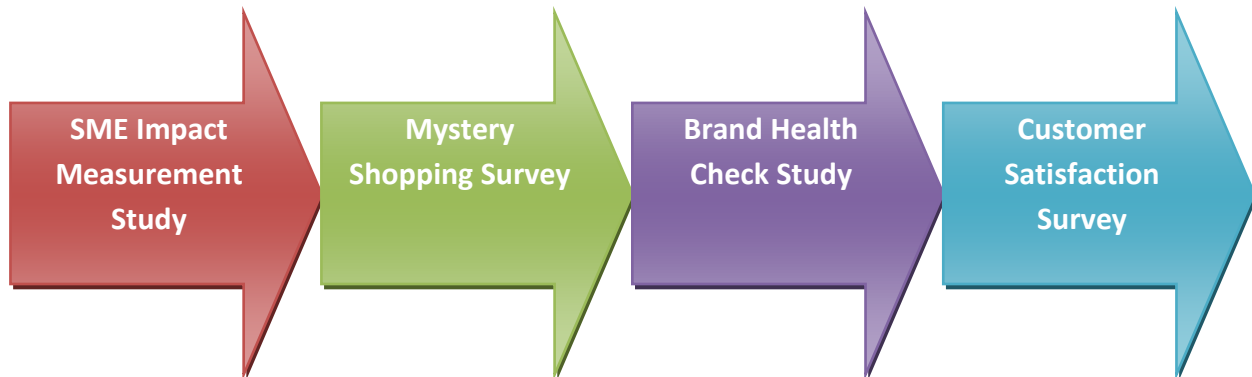 SME Impact
Measurement
Study
Mystery
Shopping Survey
Brand Health
Check Study
Customer
Satisfaction
Survey